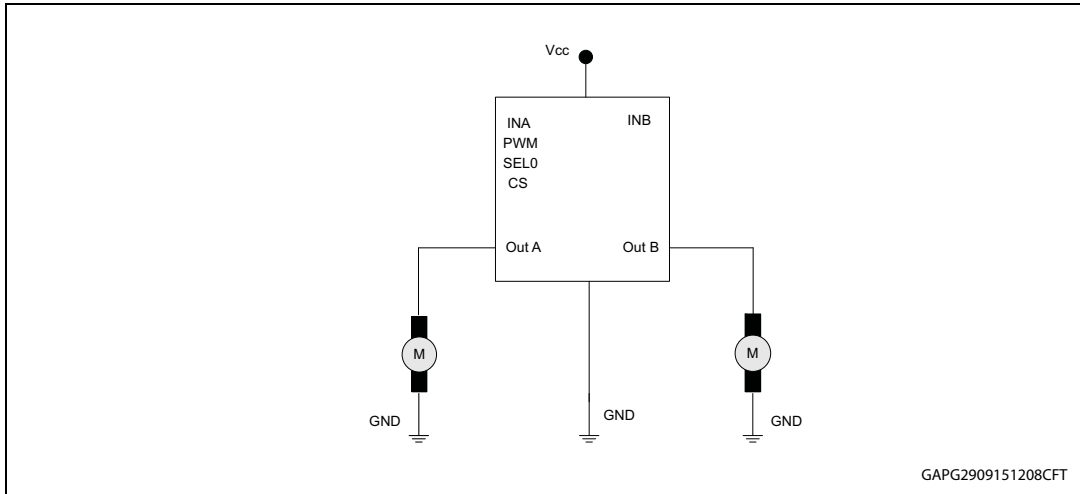 Vcc
INA
INB
PWM
SEL0
CS
Out A
Out B
M
M
GND
GND
GND
GAPG2909151208CFT